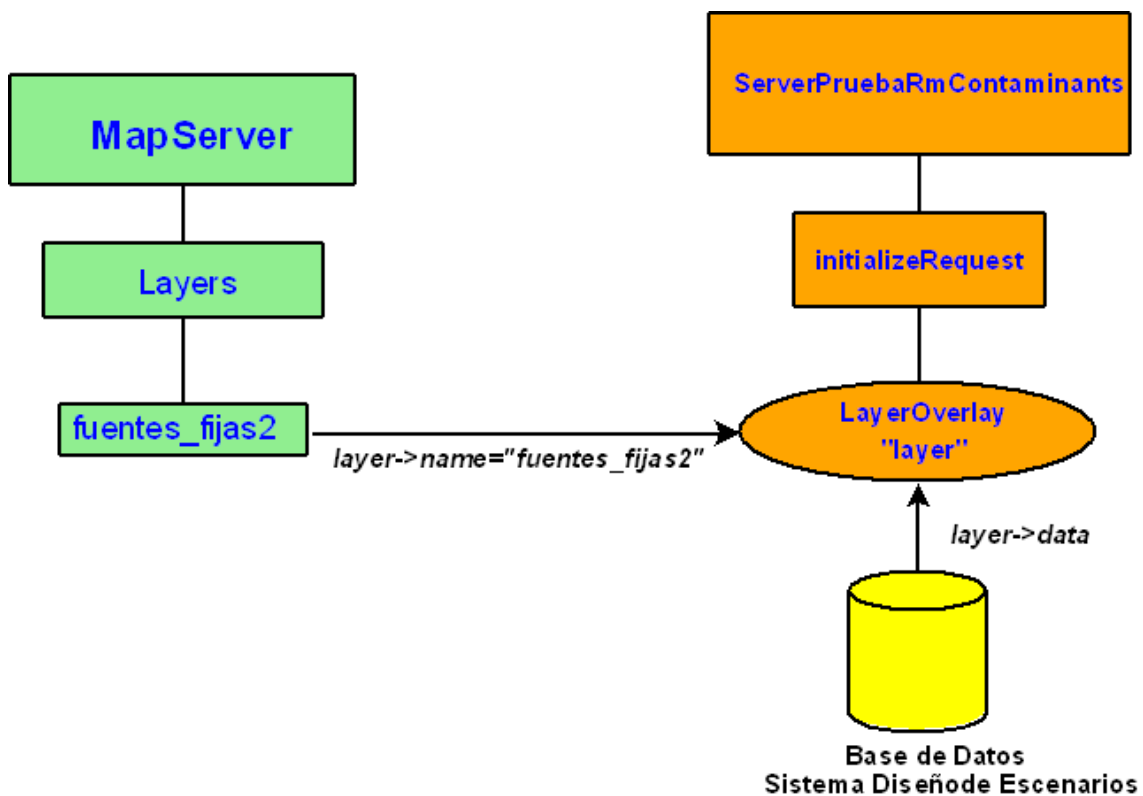 MapServer
Layers
fuentes_fijas2
layer->name="fuentes_fijas2"
ServerPruebaRmContaminants
initializeRequest
LayerOverlay
"layer"
layer->data
Base de Datos
Sistema Diseñode Escenarios